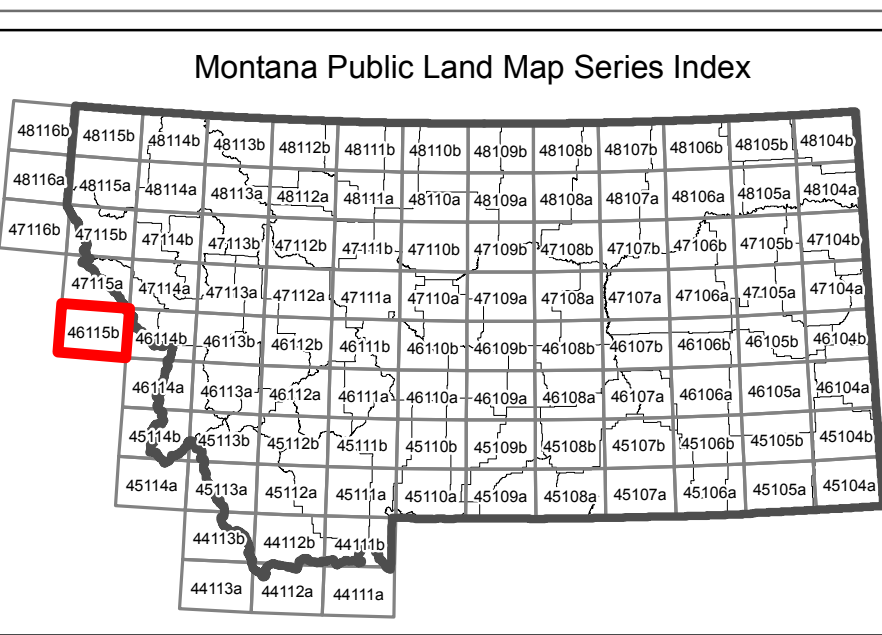 Montana Public Land Map Series Index
48116b 48115b 48114b 48113b 48112b 48111b 48110b 48109b 48108b 48107b 48106b 48105b 48104b
48116a 48115a 48114a 48113a 48112a 48111a 48110a 48109a 48108a 48107a 48106a 48105a 48104a
47116b 47115b 47114b 47113b 47112b 47111b 47110b 47109b 47108b 47107b 47106b 47105b 47104b
47115a 47114a 47113a 47112a 47111a 47110a 47109a 47108a 47107a 47106a 47105a 47104a
46115b 46114b 46113b 46112b 46111b 46110b 46109b 46108b 46107b 46106b 46105b 46104b
46114a 46113a 46112a 46111a 46110a 46109a 46108a 46107a 46106a 46105a 46104a
45114b 45113b 45112b 45111b 45110b 45109b 45108b 45107b 45106b 45105b 45104b
45114a 45113a 45112a 45111a 45110a 45109a 45108a 45107a 45106a 45105a 45104a
44113b 44112b 44111b
44113a 44112a 44111a